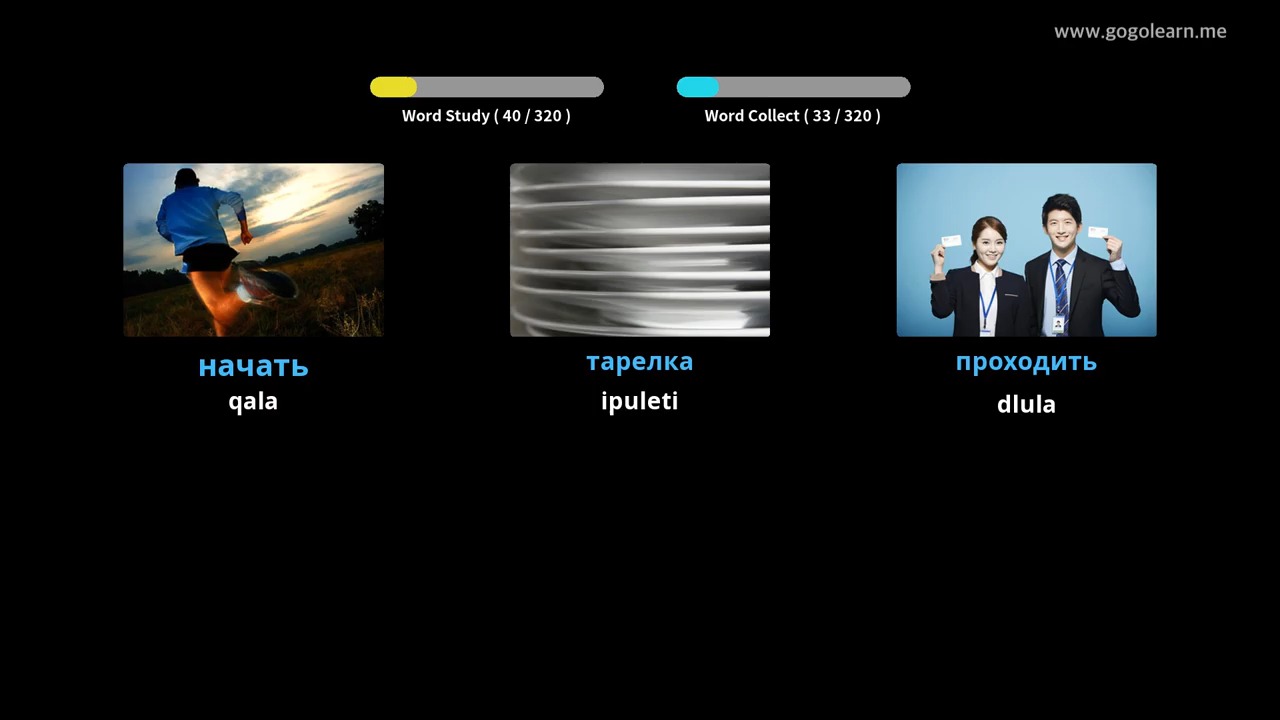 www.gogolearn.me
Word Study ( 40 / 320 )
Word Collect ( 33 / 320 )
начать
qala
тарелка
ipuleti
проходить
dlula